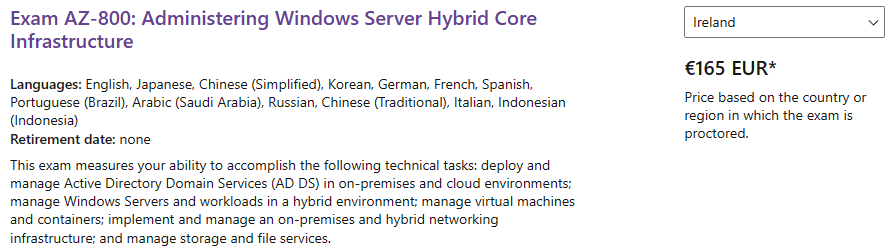 Exam AZ-800: Administering Windows Server Hybrid Core
Infrastructure
Languages: English, Japanese, Chinese (Simplified), Korean, German, French, Spanish,
Portuguese (Brazil), Arabic (Saudi Arabia), Russian, Chinese (Traditional), Italian, Indonesian
(Indonesia)
Retirement date: none
This exam measures your ability to accomplish the following technical tasks: deploy and
manage Active Directory Domain Services (AD DS) in on-premises and cloud environments;
manage Windows Servers and workloads in a hybrid environment; manage virtual machines
and containers; implement and manage an on-premises and hybrid networking
infrastructure; and manage storage and file services.
Ireland
€165 EUR*
Price based on the country or
region in which the exam is
proctored.